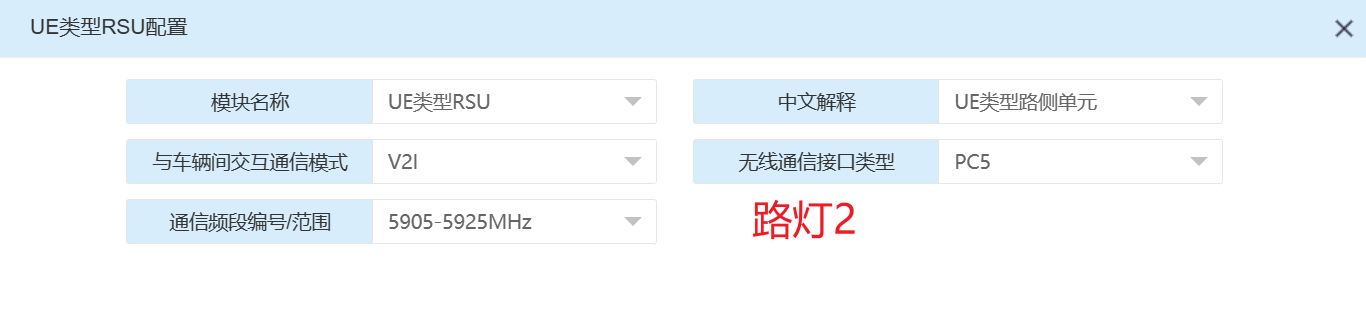 UE类型RSU配置
模块名称 UE类型RSU 中文解释 UE类型路侧单元
与车辆间交互通信模式 V2I 无线通信接口类型 PC5
通信频段编号/范围 5905-5925MHz 路灯2